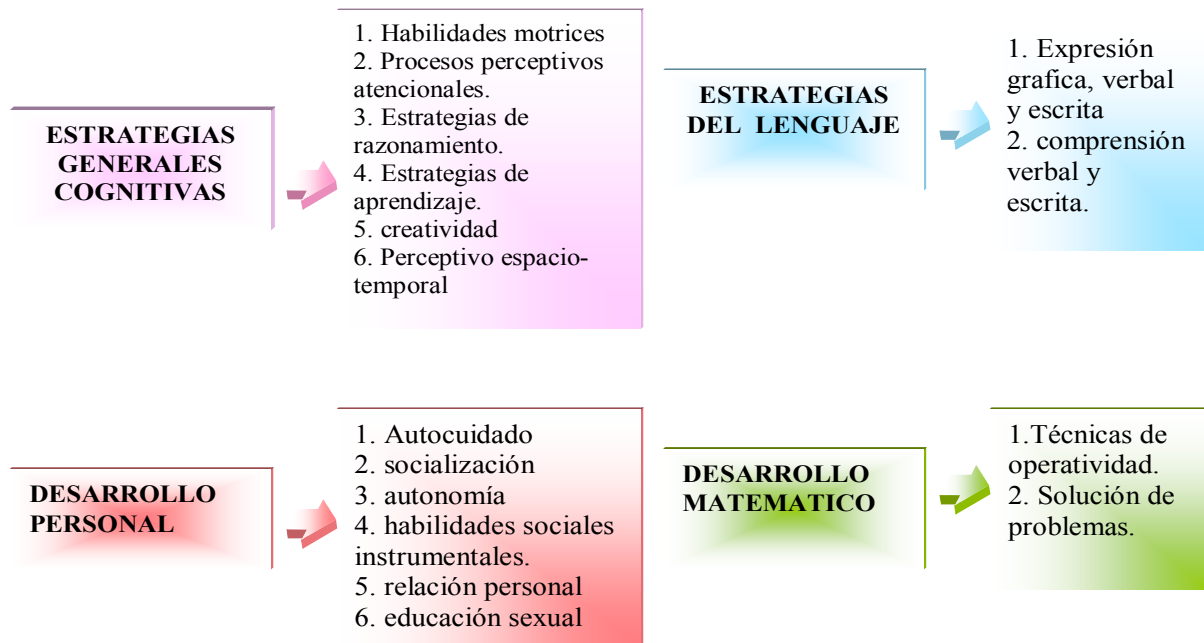 ESTRATEGIAS
GENERALES
COGNITIVAS
1. Habilidades motrices
2. Procesos perceptivos
atencionales.
3. Estrategias de
razonamiento.
4. Estrategias de
aprendizaje.
5. creatividad
6. Perceptivo espacio-
temporal
ESTRATEGIAS
DEL LENGUAJE
1. Expresión
grafica, verbal
y escrita
2. comprensión
verbal y
escrita.
DESARROLLO
PERSONAL
1. Autocuidado
2. socialización
3. autonomía
4. habilidades sociales
instrumentales.
5. relación personal
6. educación sexual
DESARROLLO
MATEMATICO
1.Técnicas de
operatividad.
2. Solución de
problemas.